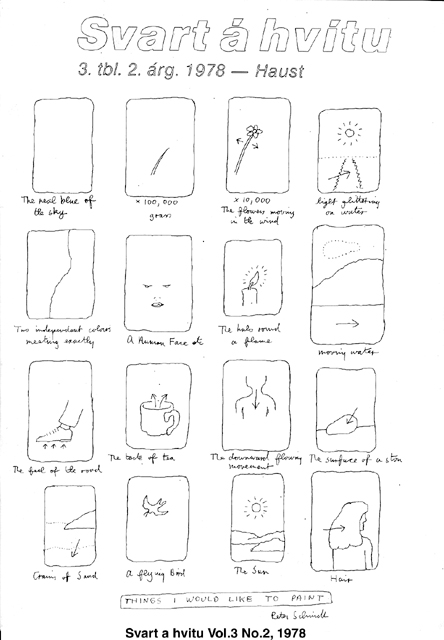 Svart á hvítu
3. tbl. 2. árg. 1978 — Haust
The real blue of
the sky
× 100,000
grass
× 10,000
The flowers moving
in the wind
light glittering
on water
Two independent colours
meeting exactly
A Human Face etc
The halo round
a flame
moving water
The feel of the road
The taste of tea
The downward flowing
movement
The surface of a stone
Grains of Sand
A flying Bird
The Sun
Hair
THINGS I WOULD LIKE TO PAINT
Peter Schmidt
Svart a hvitu Vol.3 No.2, 1978